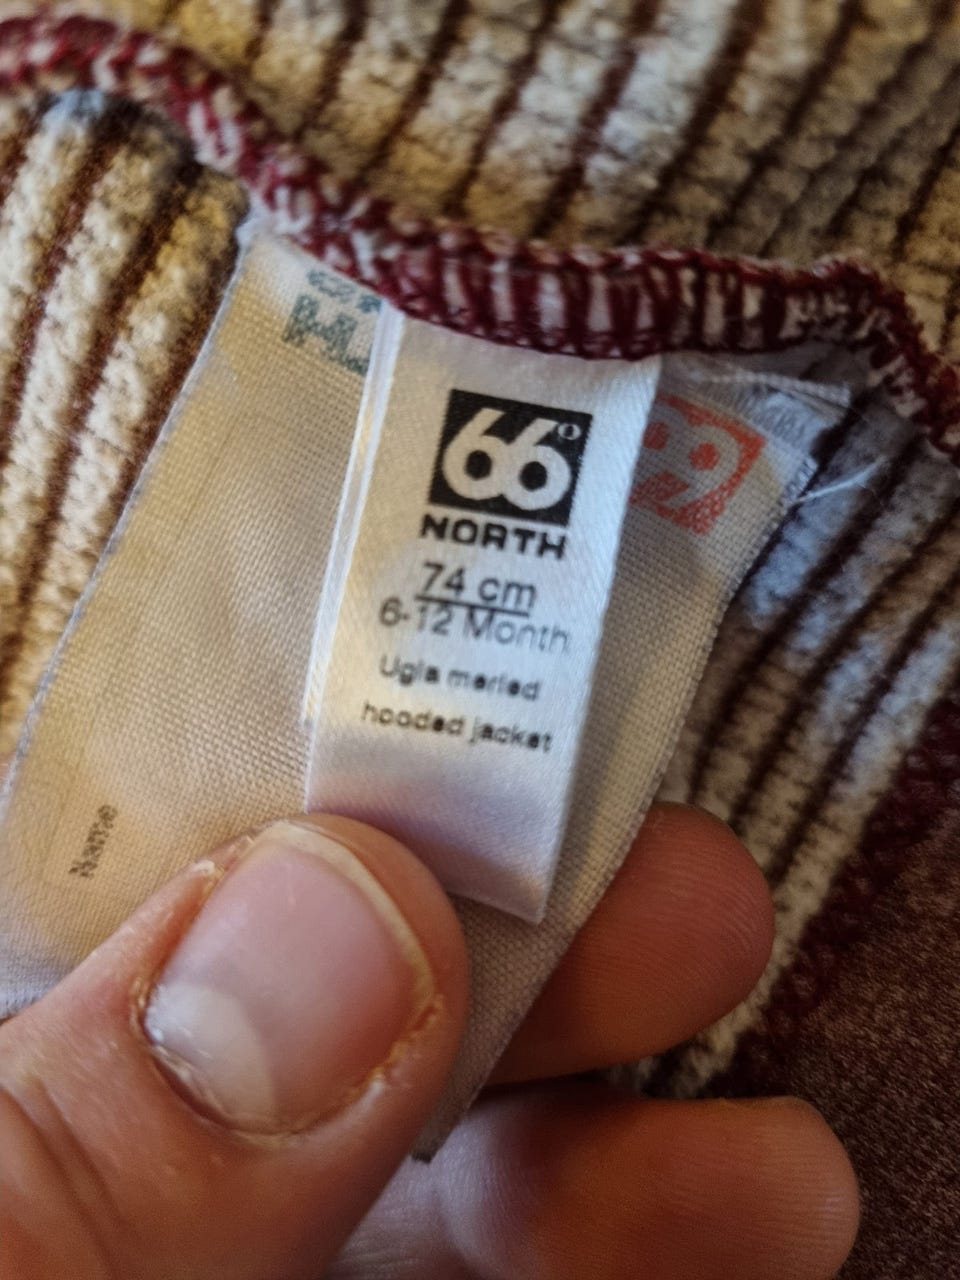 66°
NORTH
74 cm
6-12 Month
Ugla merled
hooded jacket
Name